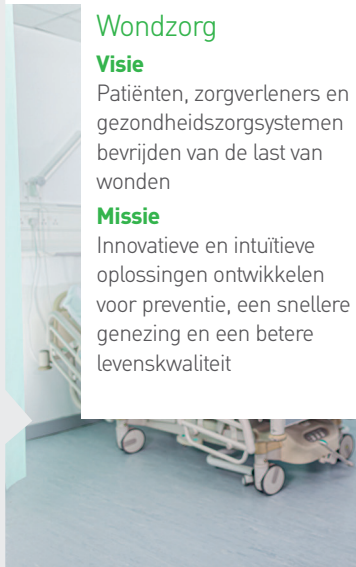 Wondzorg
Visie
Patiënten, zorgverleners en
gezondheidszorgsystemen
bevrijden van de last van
wonden
Missie
Innovatieve en intuïtieve
oplossingen ontwikkelen
voor preventie, een snellere
genezing en een betere
levenskwaliteit